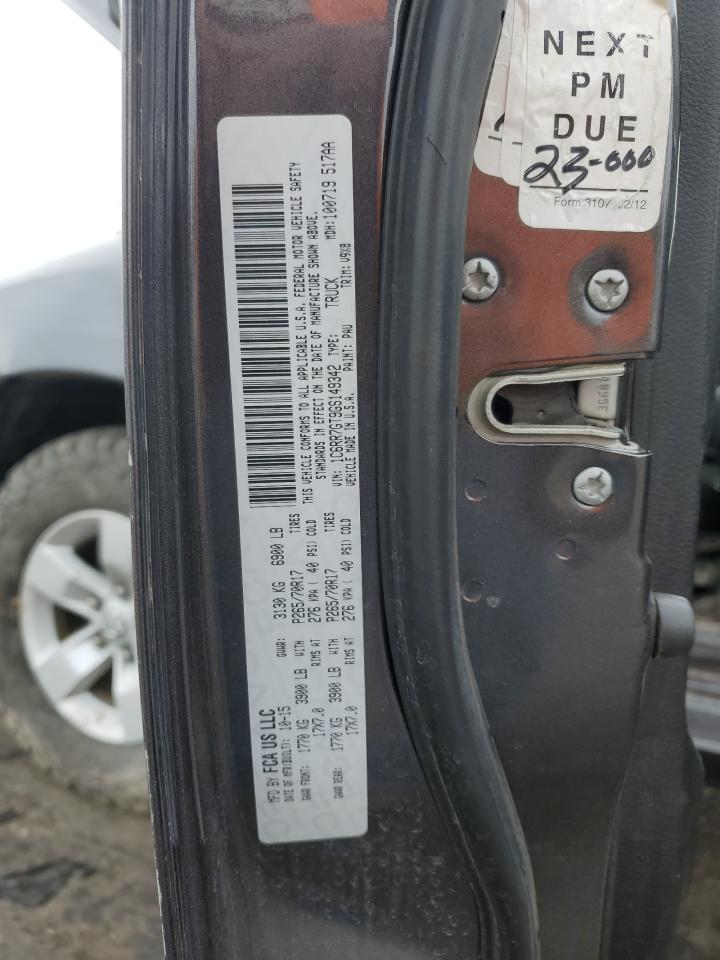 MFD BY FCA US LLC
DATE OF MFR(BUILT): 10-15 GVWR: 3130 KG 6900 LB
GAWR FRONT: 1770 KG 3900 LB WITH P265/70R17 TIRES
17X7.0 RIMS AT 276 KPA ( 40 PSI) COLD
GAWR REAR: 1770 KG 3900 LB WITH P265/70R17 TIRES
17X7.0 RIMS AT 276 KPA ( 40 PSI) COLD
THIS VEHICLE CONFORMS TO ALL APPLICABLE U.S.A. FEDERAL MOTOR VEHICLE SAFETY
STANDARDS IN EFFECT ON THE DATE OF MANUFACTURE SHOWN ABOVE.
VIN: 1C6RR7GT9GS149342 TYPE: TRUCK MDH: 100719 517AA
VEHICLE MADE IN U.S.A. PAINT: PAU TRIM: V9X8
NEXT
PM
DUE
23-000
Form 3107